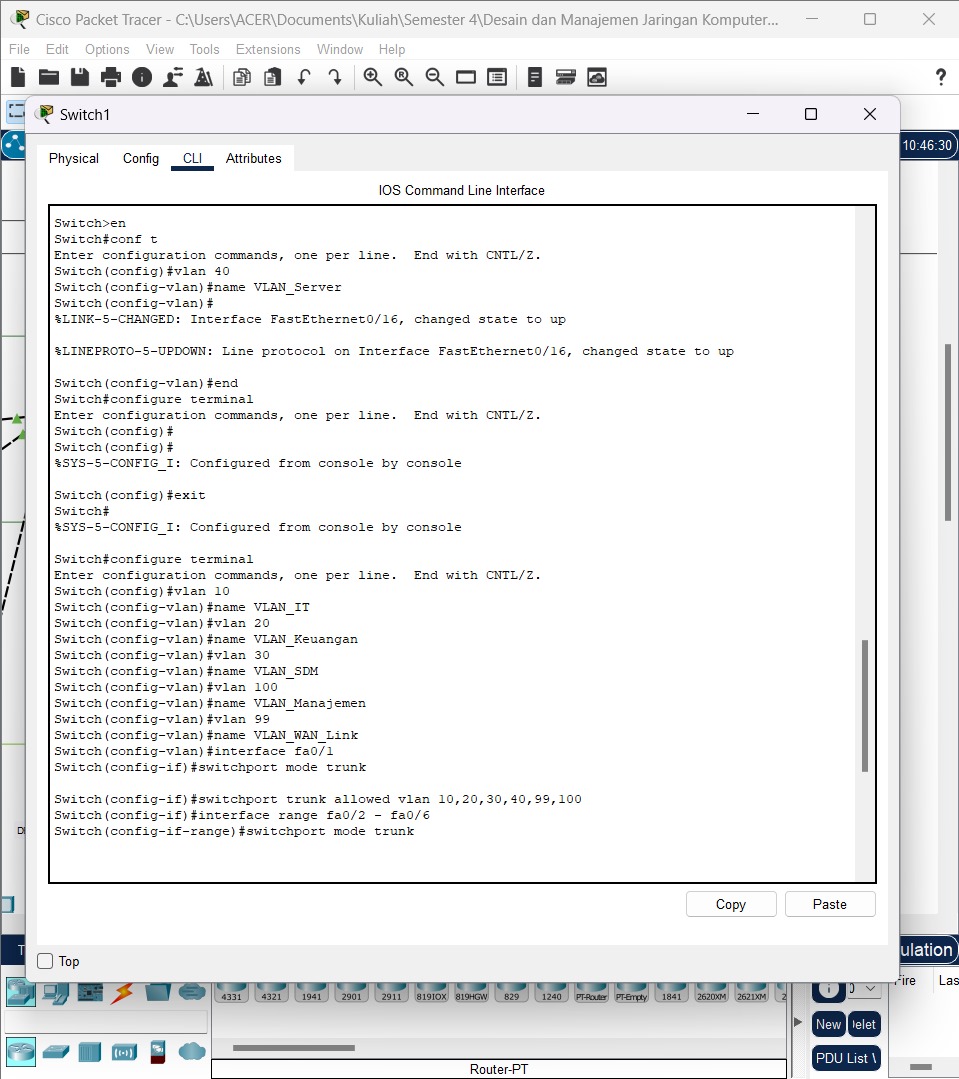 Cisco Packet Tracer - C:\Users\ACER\Documents\Kuliah\Semester 4\Desain dan Manajemen Jaringan Komputer...
File Edit Options View Tools Extensions Window Help
?
Switch1
10:46:30
Physical Config CLI Attributes
IOS Command Line Interface
Switch>en
Switch#conf t
Enter configuration commands, one per line.  End with CNTL/Z.
Switch(config)#vlan 40
Switch(config-vlan)#name VLAN_Server
Switch(config-vlan)#
%LINK-5-CHANGED: Interface FastEthernet0/16, changed state to up
%LINEPROTO-5-UPDOWN: Line protocol on Interface FastEthernet0/16, changed state to up
Switch(config-vlan)#end
Switch#configure terminal
Enter configuration commands, one per line.  End with CNTL/Z.
Switch(config)#
Switch(config)#
%SYS-5-CONFIG_I: Configured from console by console
Switch(config)#exit
Switch#
%SYS-5-CONFIG_I: Configured from console by console
Switch#configure terminal
Enter configuration commands, one per line.  End with CNTL/Z.
Switch(config)#vlan 10
Switch(config-vlan)#name VLAN_IT
Switch(config-vlan)#vlan 20
Switch(config-vlan)#name VLAN_Keuangan
Switch(config-vlan)#vlan 30
Switch(config-vlan)#name VLAN_SDM
Switch(config-vlan)#vlan 100
Switch(config-vlan)#name VLAN_Manajemen
Switch(config-vlan)#vlan 99
Switch(config-vlan)#name VLAN_WAN_Link
Switch(config-vlan)#interface fa0/1
Switch(config-if)#switchport mode trunk
Switch(config-if)#switchport trunk allowed vlan 10,20,30,40,99,100
Switch(config-if)#interface range fa0/2 - fa0/6
Switch(config-if-range)#switchport mode trunk
Copy Paste
Top
ulation
Fire Las
4331 4321 1941 2901 2911 819IOX 819HGW 829 1240 PT-Router PT-Empty 1841 2620XM 2621XM 2
New elet
PDU List
Router-PT